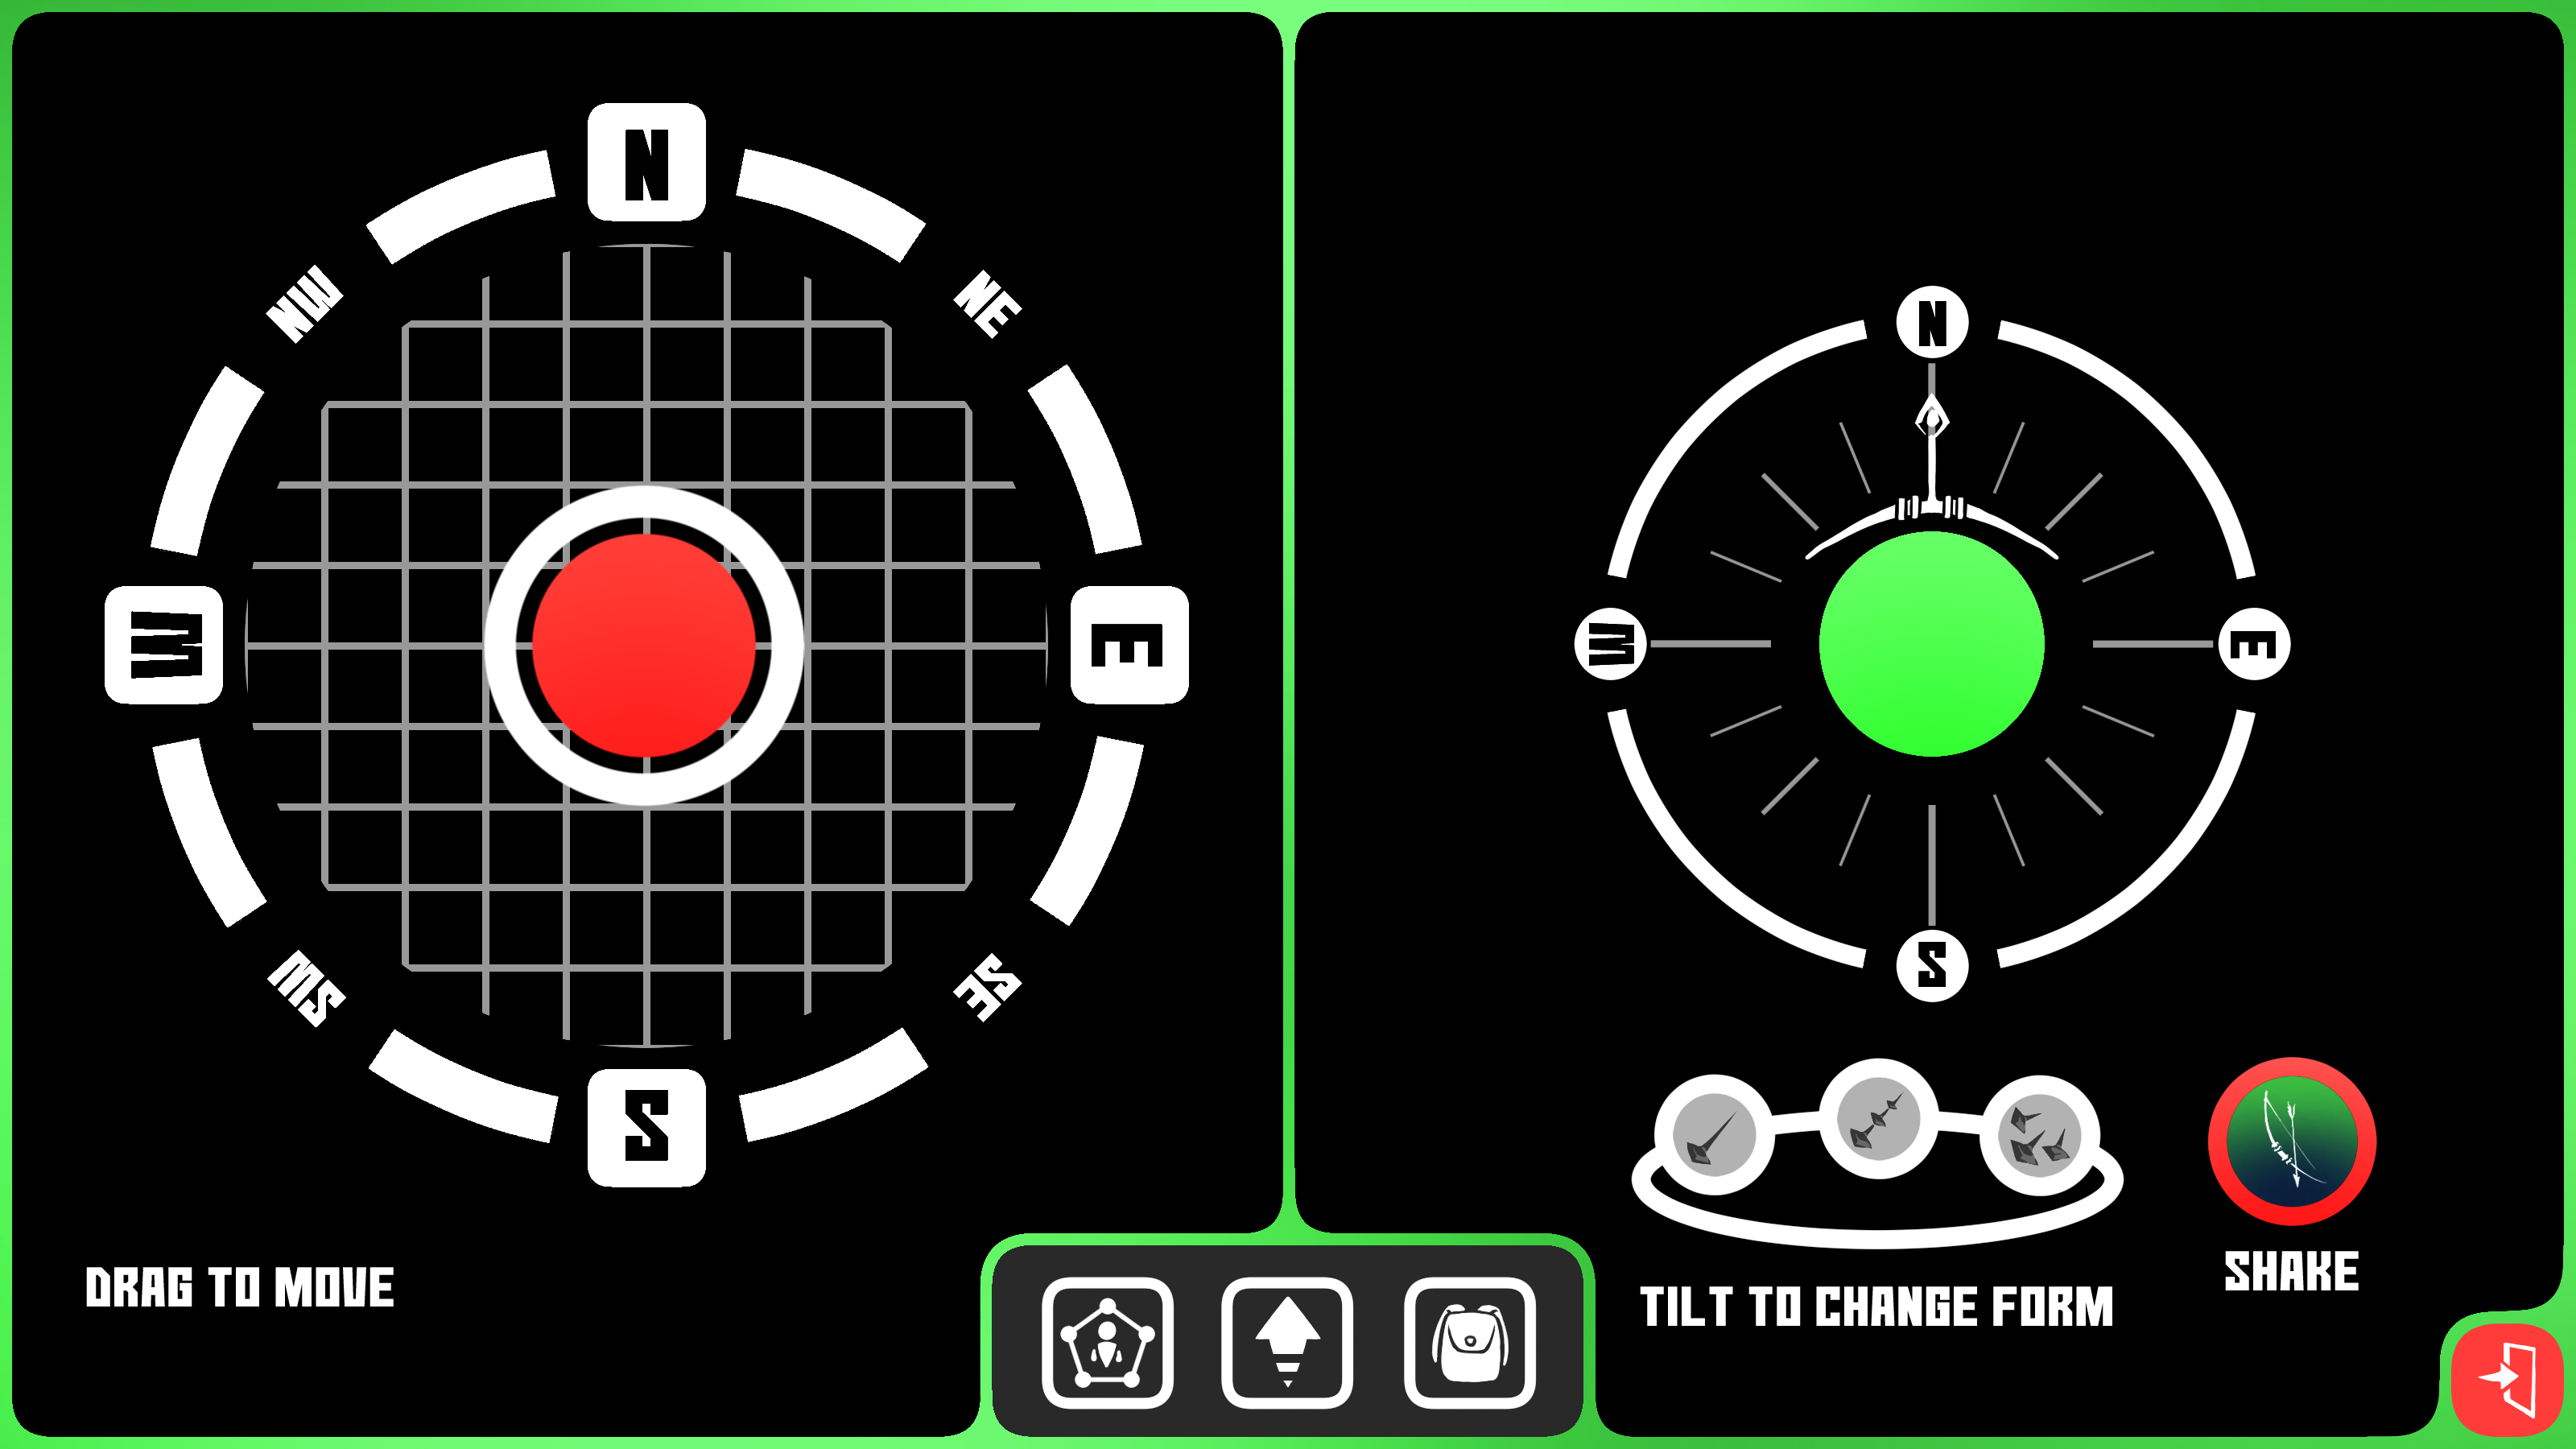 N
NW
NE
W
E
SW
SE
S
DRAG TO MOVE
N
W
E
S
TILT TO CHANGE FORM
SHAKE